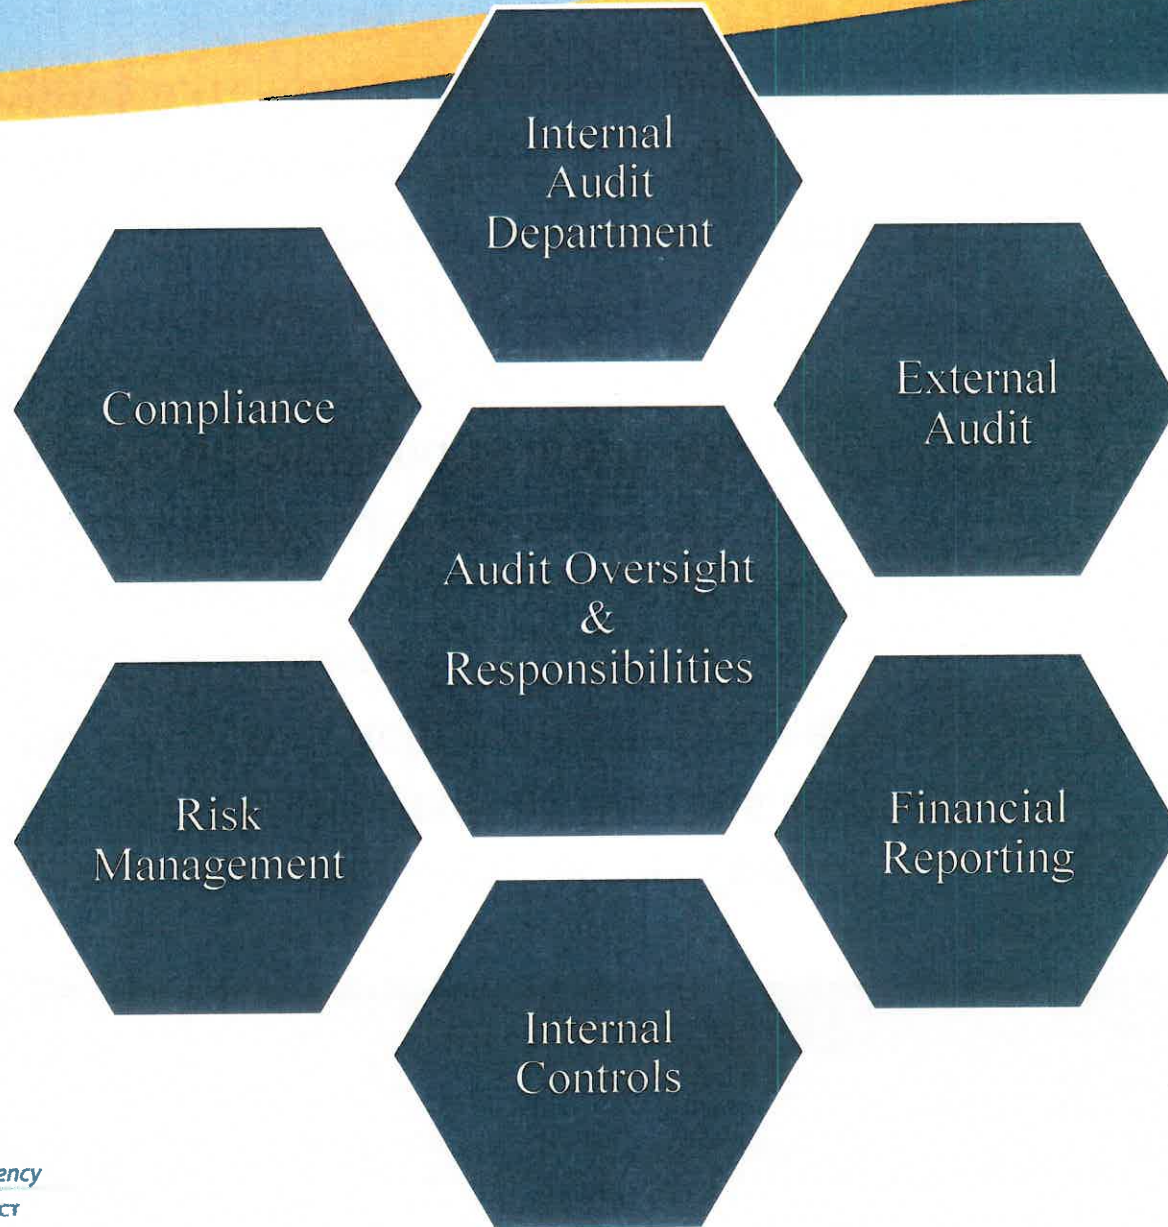 Internal
Audit
Department
Compliance
External
Audit
Audit Oversight
&
Responsibilities
Risk
Management
Financial
Reporting
Internal
Controls